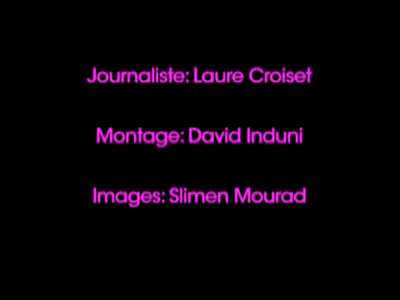 Journaliste: Laure Croiset
Montage: David Induni
Images: Slimen Mourad